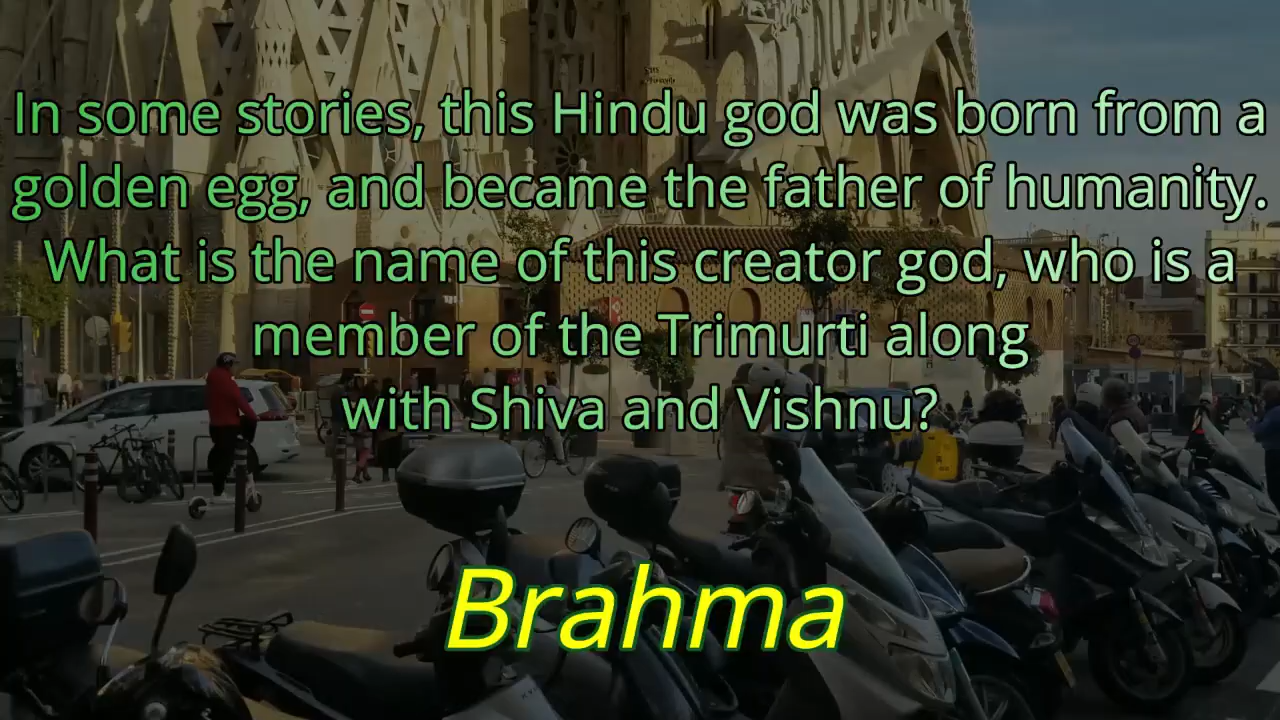 In some stories, this Hindu god was born from a
golden egg, and became the father of humanity.
What is the name of this creator god, who is a
member of the Trimurti along
with Shiva and Vishnu?
Brahma